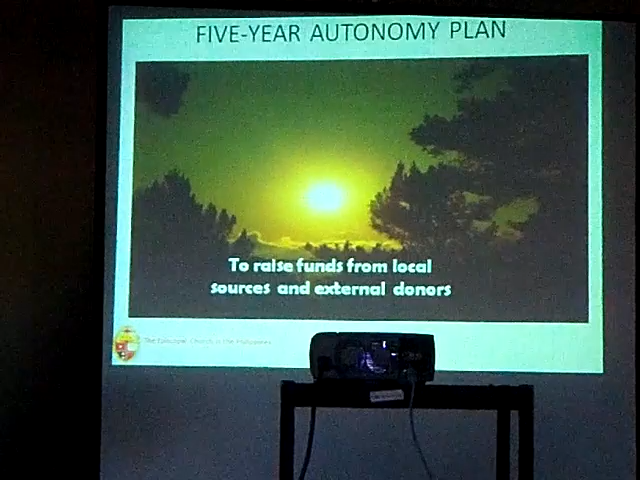 FIVE-YEAR AUTONOMY PLAN
To raise funds from local
sources and external donors
The Episcopal Church in the Philippines